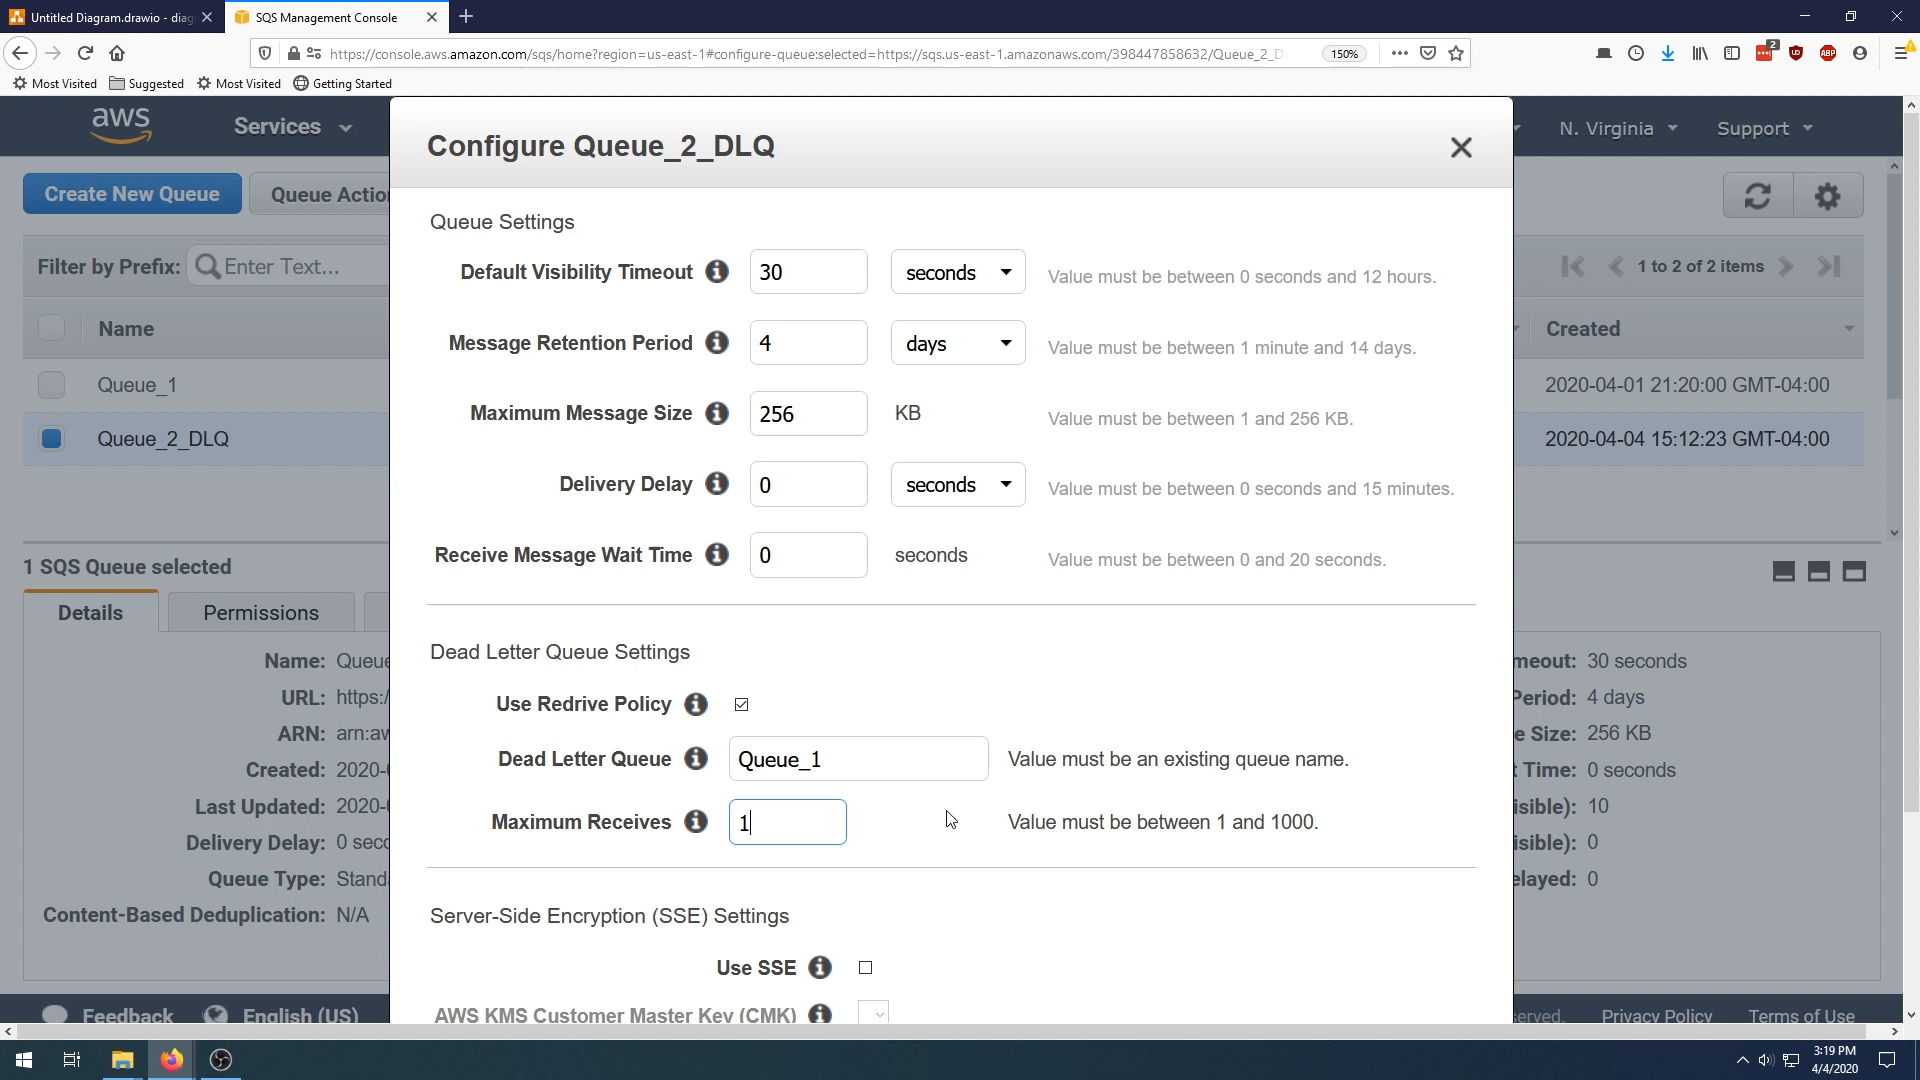 Untitled Diagram.drawio - diag
SQS Management Console
https://console.aws.amazon.com/sqs/home?region=us-east-1#configure-queue:selected=https://sqs.us-east-1.amazonaws.com/398447858632/Queue_2_D
150%
2
Most Visited
Suggested
Most Visited
Getting Started
aws
Services
N. Virginia
Support
Configure Queue_2_DLQ
Create New Queue
Queue Actio
Queue Settings
Filter by Prefix:
Enter Text...
Default Visibility Timeout
30
seconds
Value must be between 0 seconds and 12 hours.
1 to 2 of 2 items
Name
Message Retention Period
4
days
Value must be between 1 minute and 14 days.
Created
Queue_1
2020-04-01 21:20:00 GMT-04:00
Maximum Message Size
256
KB
Value must be between 1 and 256 KB.
Queue_2_DLQ
2020-04-04 15:12:23 GMT-04:00
Delivery Delay
0
seconds
Value must be between 0 seconds and 15 minutes.
Receive Message Wait Time
0
seconds
Value must be between 0 and 20 seconds.
1 SQS Queue selected
Details
Permissions
Dead Letter Queue Settings
Name: Queue
meout: 30 seconds
Use Redrive Policy
URL: https:/
Period: 4 days
ARN: arn:aw
e Size: 256 KB
Dead Letter Queue
Queue_1
Value must be an existing queue name.
Created: 2020-
t Time: 0 seconds
Last Updated: 2020-
isible): 10
Maximum Receives
1
Value must be between 1 and 1000.
Delivery Delay: 0 sec
isible): 0
Queue Type: Stand
elayed: 0
Content-Based Deduplication: N/A
Server-Side Encryption (SSE) Settings
Use SSE
AWS KMS Customer Master Key (CMK)
Feedback
English (US)
served.
Privacy Policy
Terms of Use
3:19 PM
4/4/2020